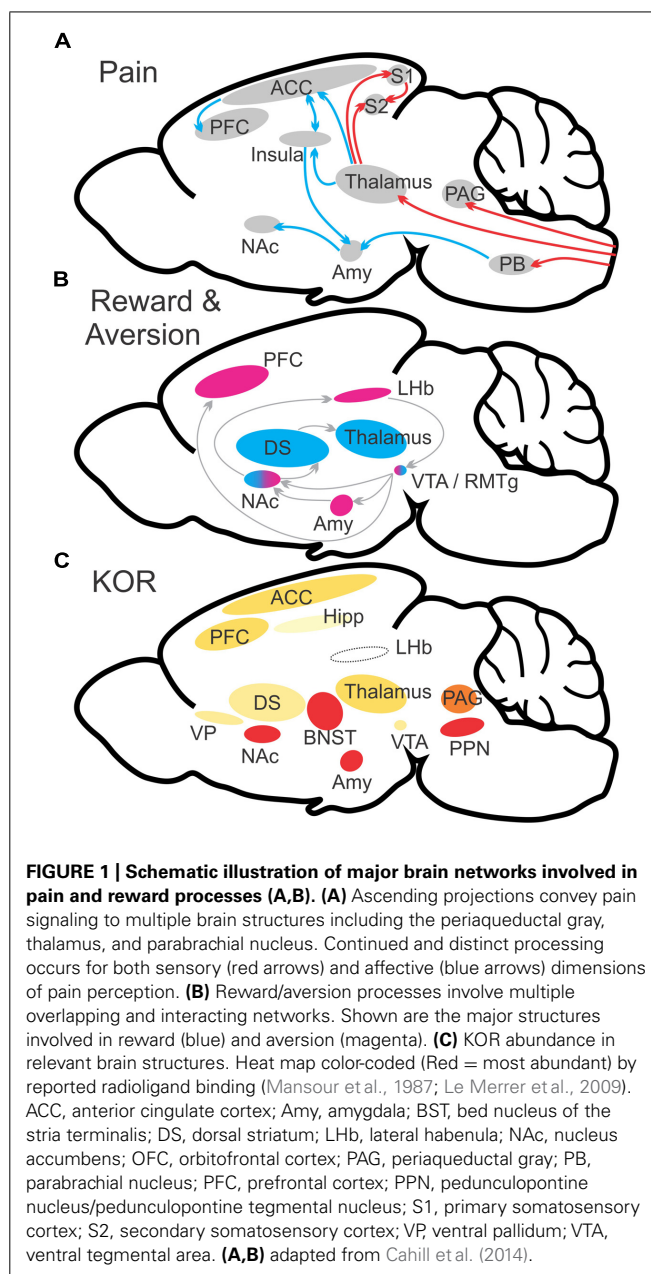 A
Pain
ACC
S1
S2
PFC
Insula
Thalamus
PAG
NAc
Amy
PB
B
Reward &
Aversion
PFC
LHb
DS
Thalamus
NAc
VTA / RMTg
Amy
C
KOR
ACC
Hipp
PFC
LHb
DS
Thalamus
PAG
VP
NAc
BNST
VTA
PPN
Amy
FIGURE 1 | Schematic illustration of major brain networks involved in
pain and reward processes (A,B). (A) Ascending projections convey pain
signaling to multiple brain structures including the periaqueductal gray,
thalamus, and parabrachial nucleus. Continued and distinct processing
occurs for both sensory (red arrows) and affective (blue arrows) dimensions
of pain perception. (B) Reward/aversion processes involve multiple
overlapping and interacting networks. Shown are the major structures
involved in reward (blue) and aversion (magenta). (C) KOR abundance in
relevant brain structures. Heat map color-coded (Red = most abundant) by
reported radioligand binding (Mansour et al., 1987; Le Merrer et al., 2009).
ACC, anterior cingulate cortex; Amy, amygdala; BST, bed nucleus of the
stria terminalis; DS, dorsal striatum; LHb, lateral habenula; NAc, nucleus
accumbens; OFC, orbitofrontal cortex; PAG, periaqueductal gray; PB,
parabrachial nucleus; PFC, prefrontal cortex; PPN, pedunculopontine
nucleus/pedunculopontine tegmental nucleus; S1, primary somatosensory
cortex; S2, secondary somatosensory cortex; VP, ventral pallidum; VTA,
ventral tegmental area. (A,B) adapted from Cahill et al. (2014).